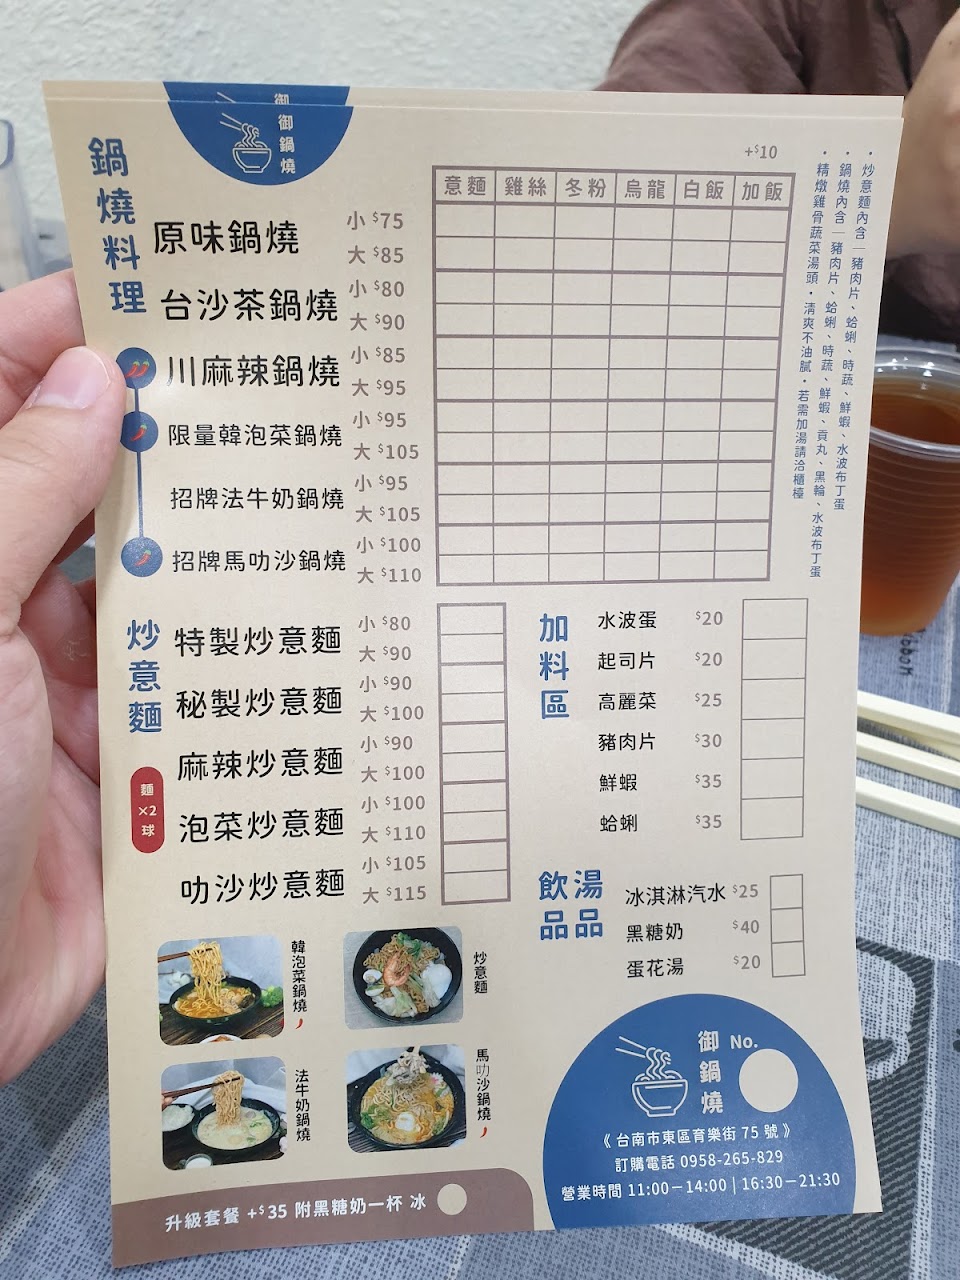 御
御鍋燒
鍋燒料理
+$10
意麵 雞絲 冬粉 烏龍 白飯 加飯
原味鍋燒 小 $75
大 $85
台沙茶鍋燒 小 $80
大 $90
川麻辣鍋燒 小 $85
大 $95
限量韓泡菜鍋燒 小 $95
大 $105
招牌法牛奶鍋燒 小 $95
大 $105
招牌馬叻沙鍋燒 小 $100
大 $110
・炒意麵內含—豬肉片、蛤蜊、時蔬、鮮蝦、水波布丁蛋
・鍋燒內含—豬肉片、蛤蜊、時蔬、鮮蝦、貢丸、黑輪、水波布丁蛋
・精燉雞骨蔬菜湯頭・清爽不油膩・若需加湯請洽櫃檯
炒意麵
麵×2球
特製炒意麵 小 $80
大 $90
秘製炒意麵 小 $90
大 $100
麻辣炒意麵 小 $90
大 $100
泡菜炒意麵 小 $100
大 $110
叻沙炒意麵 小 $105
大 $115
加料區
水波蛋 $20
起司片 $20
高麗菜 $25
豬肉片 $30
鮮蝦 $35
蛤蜊 $35
湯品
飲品
冰淇淋汽水 $25
黑糖奶 $40
蛋花湯 $20
韓泡菜鍋燒
炒意麵
法牛奶鍋燒
馬叻沙鍋燒
升級套餐 +$35 附黑糖奶一杯 冰
御鍋燒
No.
《 台南市東區育樂街 75 號 》
訂購電話 0958-265-829
營業時間 11:00－14:00 | 16:30－21:30